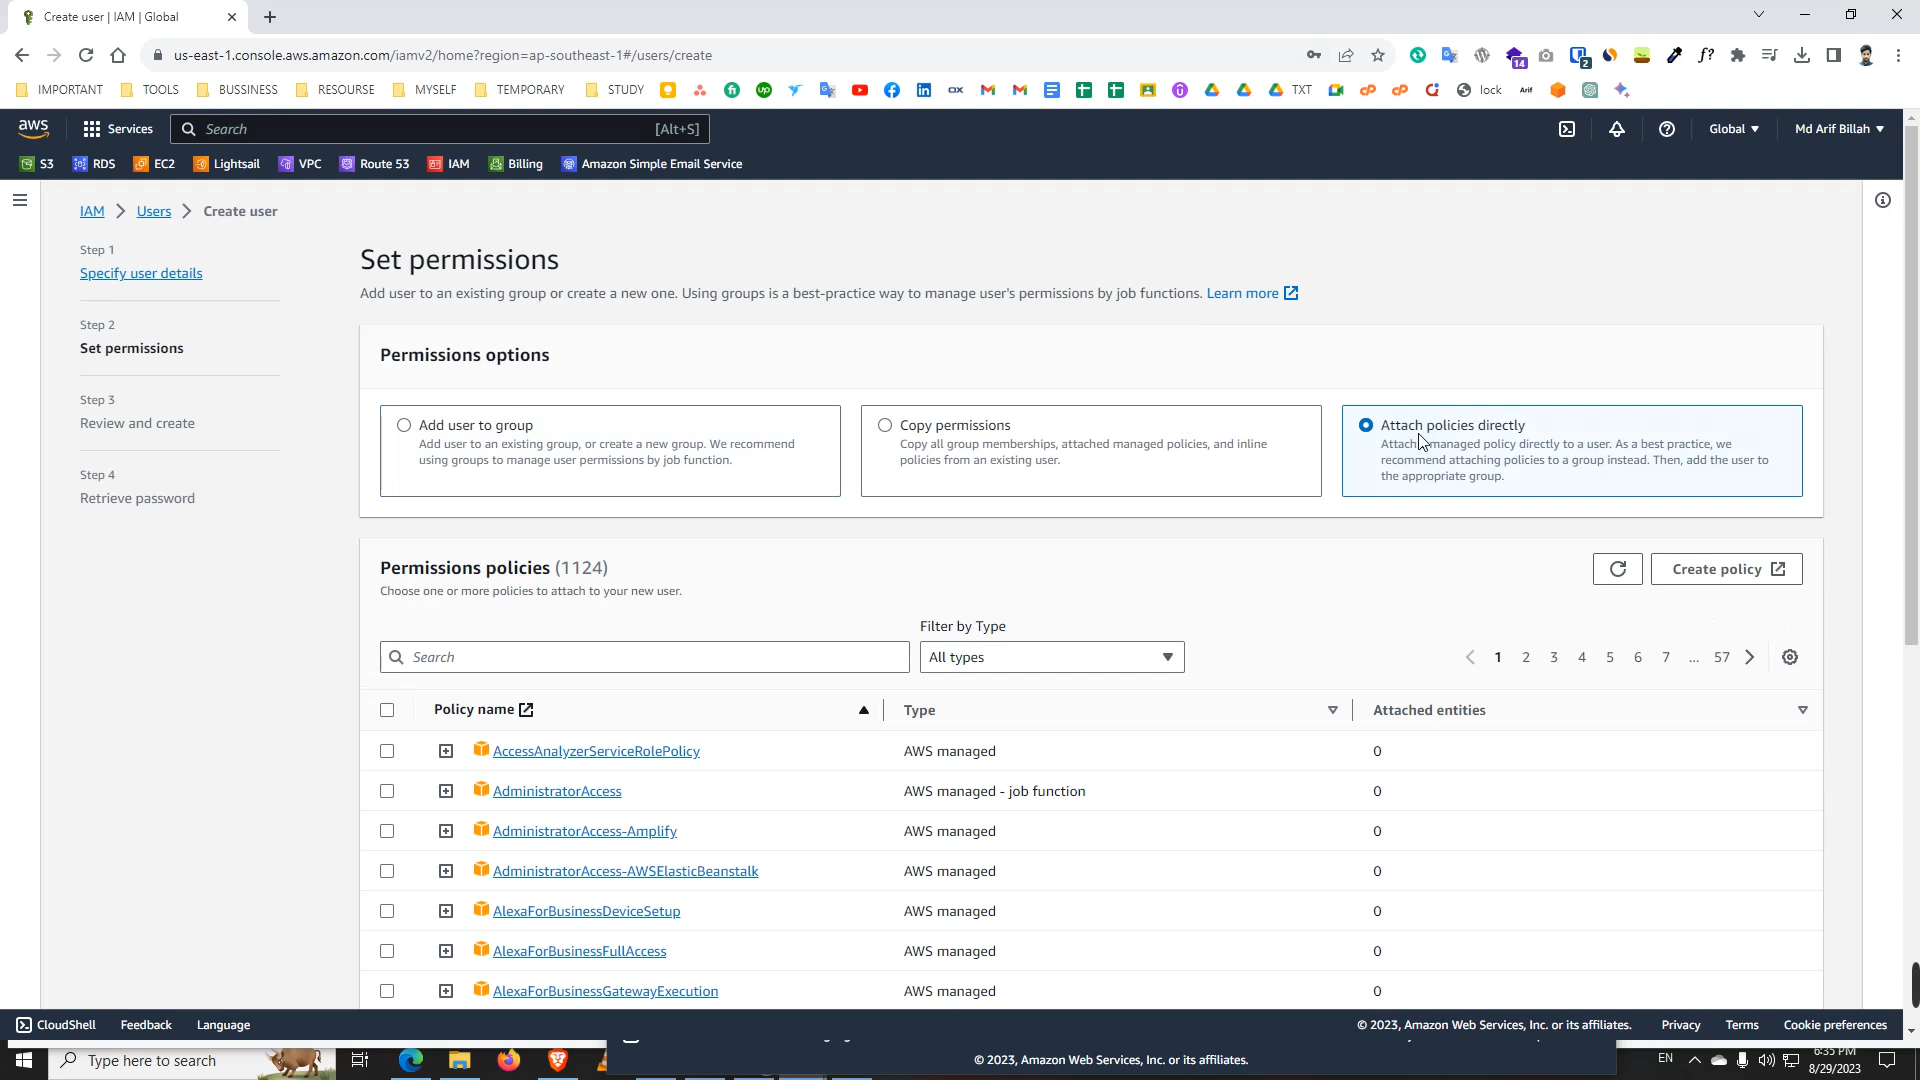 Create user | IAM | Global
us-east-1.console.aws.amazon.com/iamv2/home?region=ap-southeast-1#/users/create
14
2
f?
IMPORTANT TOOLS BUSSINESS RESOURSE MYSELF TEMPORARY STUDY TXT lock Arif
aws Services Search [Alt+S] Global Md Arif Billah
S3 RDS EC2 Lightsail VPC Route 53 IAM Billing Amazon Simple Email Service
IAM Users Create user
Step 1
Specify user details
Step 2
Set permissions
Step 3
Review and create
Step 4
Retrieve password
Set permissions
Add user to an existing group or create a new one. Using groups is a best-practice way to manage user's permissions by job functions. Learn more
Permissions options
Add user to group
Add user to an existing group, or create a new group. We recommend
using groups to manage user permissions by job function.
Copy permissions
Copy all group memberships, attached managed policies, and inline
policies from an existing user.
Attach policies directly
Attach managed policy directly to a user. As a best practice, we
recommend attaching policies to a group instead. Then, add the user to
the appropriate group.
Permissions policies (1124)
Choose one or more policies to attach to your new user.
Create policy
Filter by Type
Search All types 1 2 3 4 5 6 7 ... 57
Policy name Type Attached entities
AccessAnalyzerServiceRolePolicy AWS managed 0
AdministratorAccess AWS managed - job function 0
AdministratorAccess-Amplify AWS managed 0
AdministratorAccess-AWSElasticBeanstalk AWS managed 0
AlexaForBusinessDeviceSetup AWS managed 0
AlexaForBusinessFullAccess AWS managed 0
AlexaForBusinessGatewayExecution AWS managed 0
CloudShell Feedback Language © 2023, Amazon Web Services, Inc. or its affiliates. Privacy Terms Cookie preferences
Type here to search © 2023, Amazon Web Services, Inc. or its affiliates. EN 6:35 PM
8/29/2023